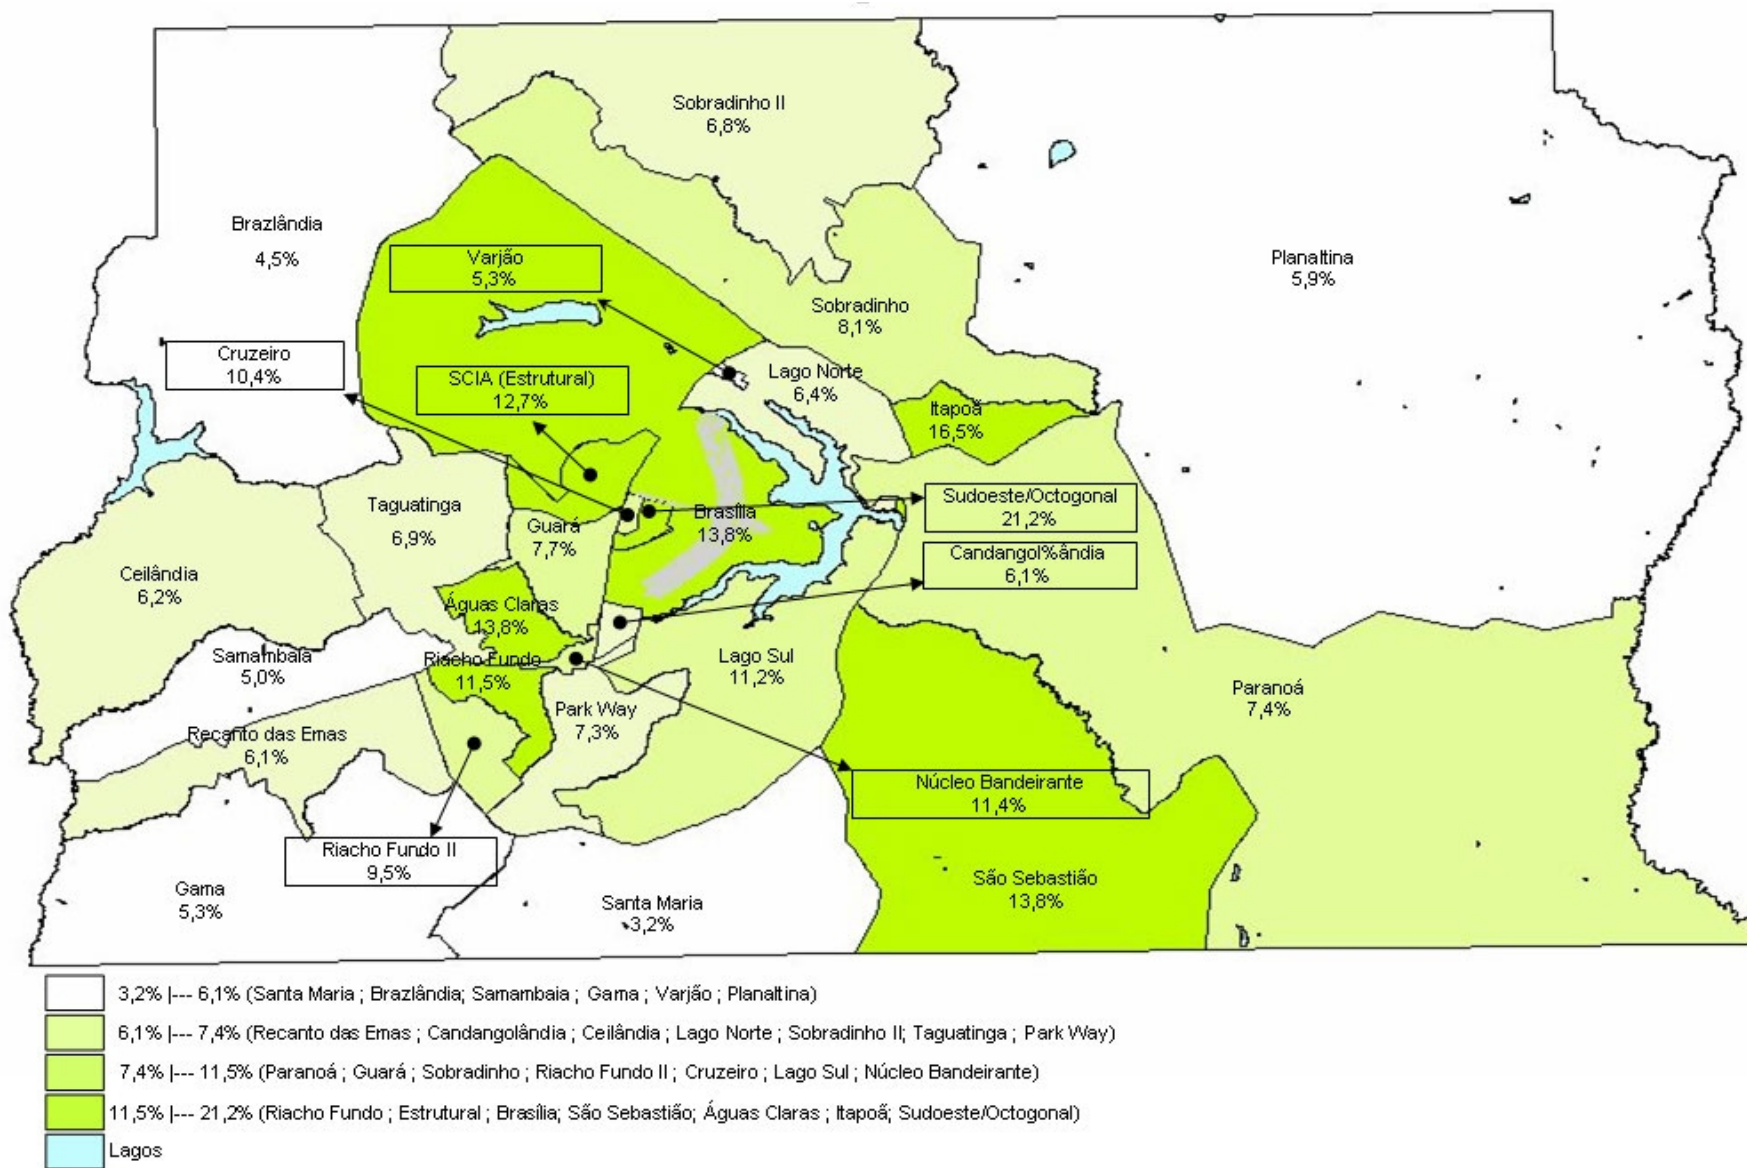 Sobradinho II
6,8%
Brazlândia
4,5%
Varjão
5,3%
Planaltina
5,9%
Sobradinho
8,1%
Cruzeiro
10,4%
SCIA (Estrutural)
12,7%
Lago Norte
6,4%
Itapoã
16,5%
Taguatinga
6,9%
Guará
7,7%
Brasília
13,8%
Sudoeste/Octogonal
21,2%
Candangol%ândia
6,1%
Ceilândia
6,2%
Águas Claras
13,8%
Samambaia
5,0%
Riacho Fundo
11,5%
Lago Sul
11,2%
Paranoá
7,4%
Park Way
7,3%
Recanto das Emas
6,1%
Núcleo Bandeirante
11,4%
Riacho Fundo II
9,5%
Gama
5,3%
Santa Maria
3,2%
São Sebastião
13,8%
3,2% |--- 6,1% (Santa Maria ; Brazlândia; Samambaia ; Gama ; Varjão ; Planaltina)
6,1% |--- 7,4% (Recanto das Emas ; Candangolândia ; Ceilândia ; Lago Norte ; Sobradinho II; Taguatinga ; Park Way)
7,4% |--- 11,5% (Paranoá ; Guará ; Sobradinho ; Riacho Fundo II ; Cruzeiro ; Lago Sul ; Núcleo Bandeirante)
11,5% |--- 21,2% (Riacho Fundo ; Estrutural ; Brasília; São Sebastião; Águas Claras ; Itapoã; Sudoeste/Octogonal)
Lagos